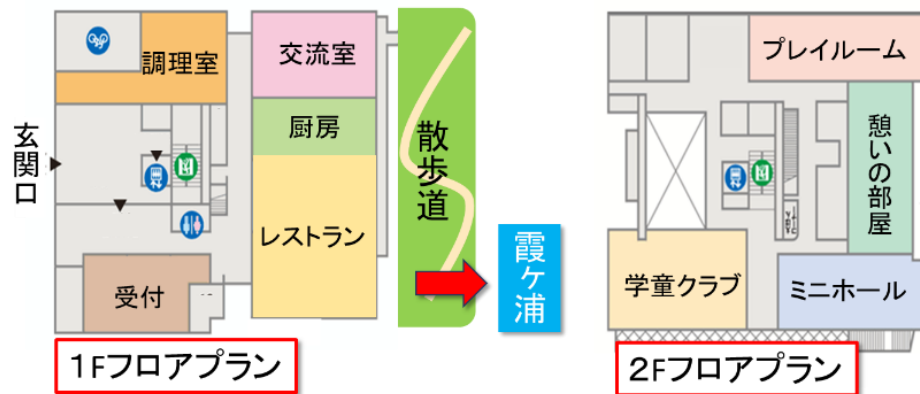 調理室
交流室
厨房
玄関口
散歩道
レストラン
霞ヶ浦
受付
1Fフロアプラン
プレイルーム
憩いの部屋
学童クラブ
ミニホール
2Fフロアプラン